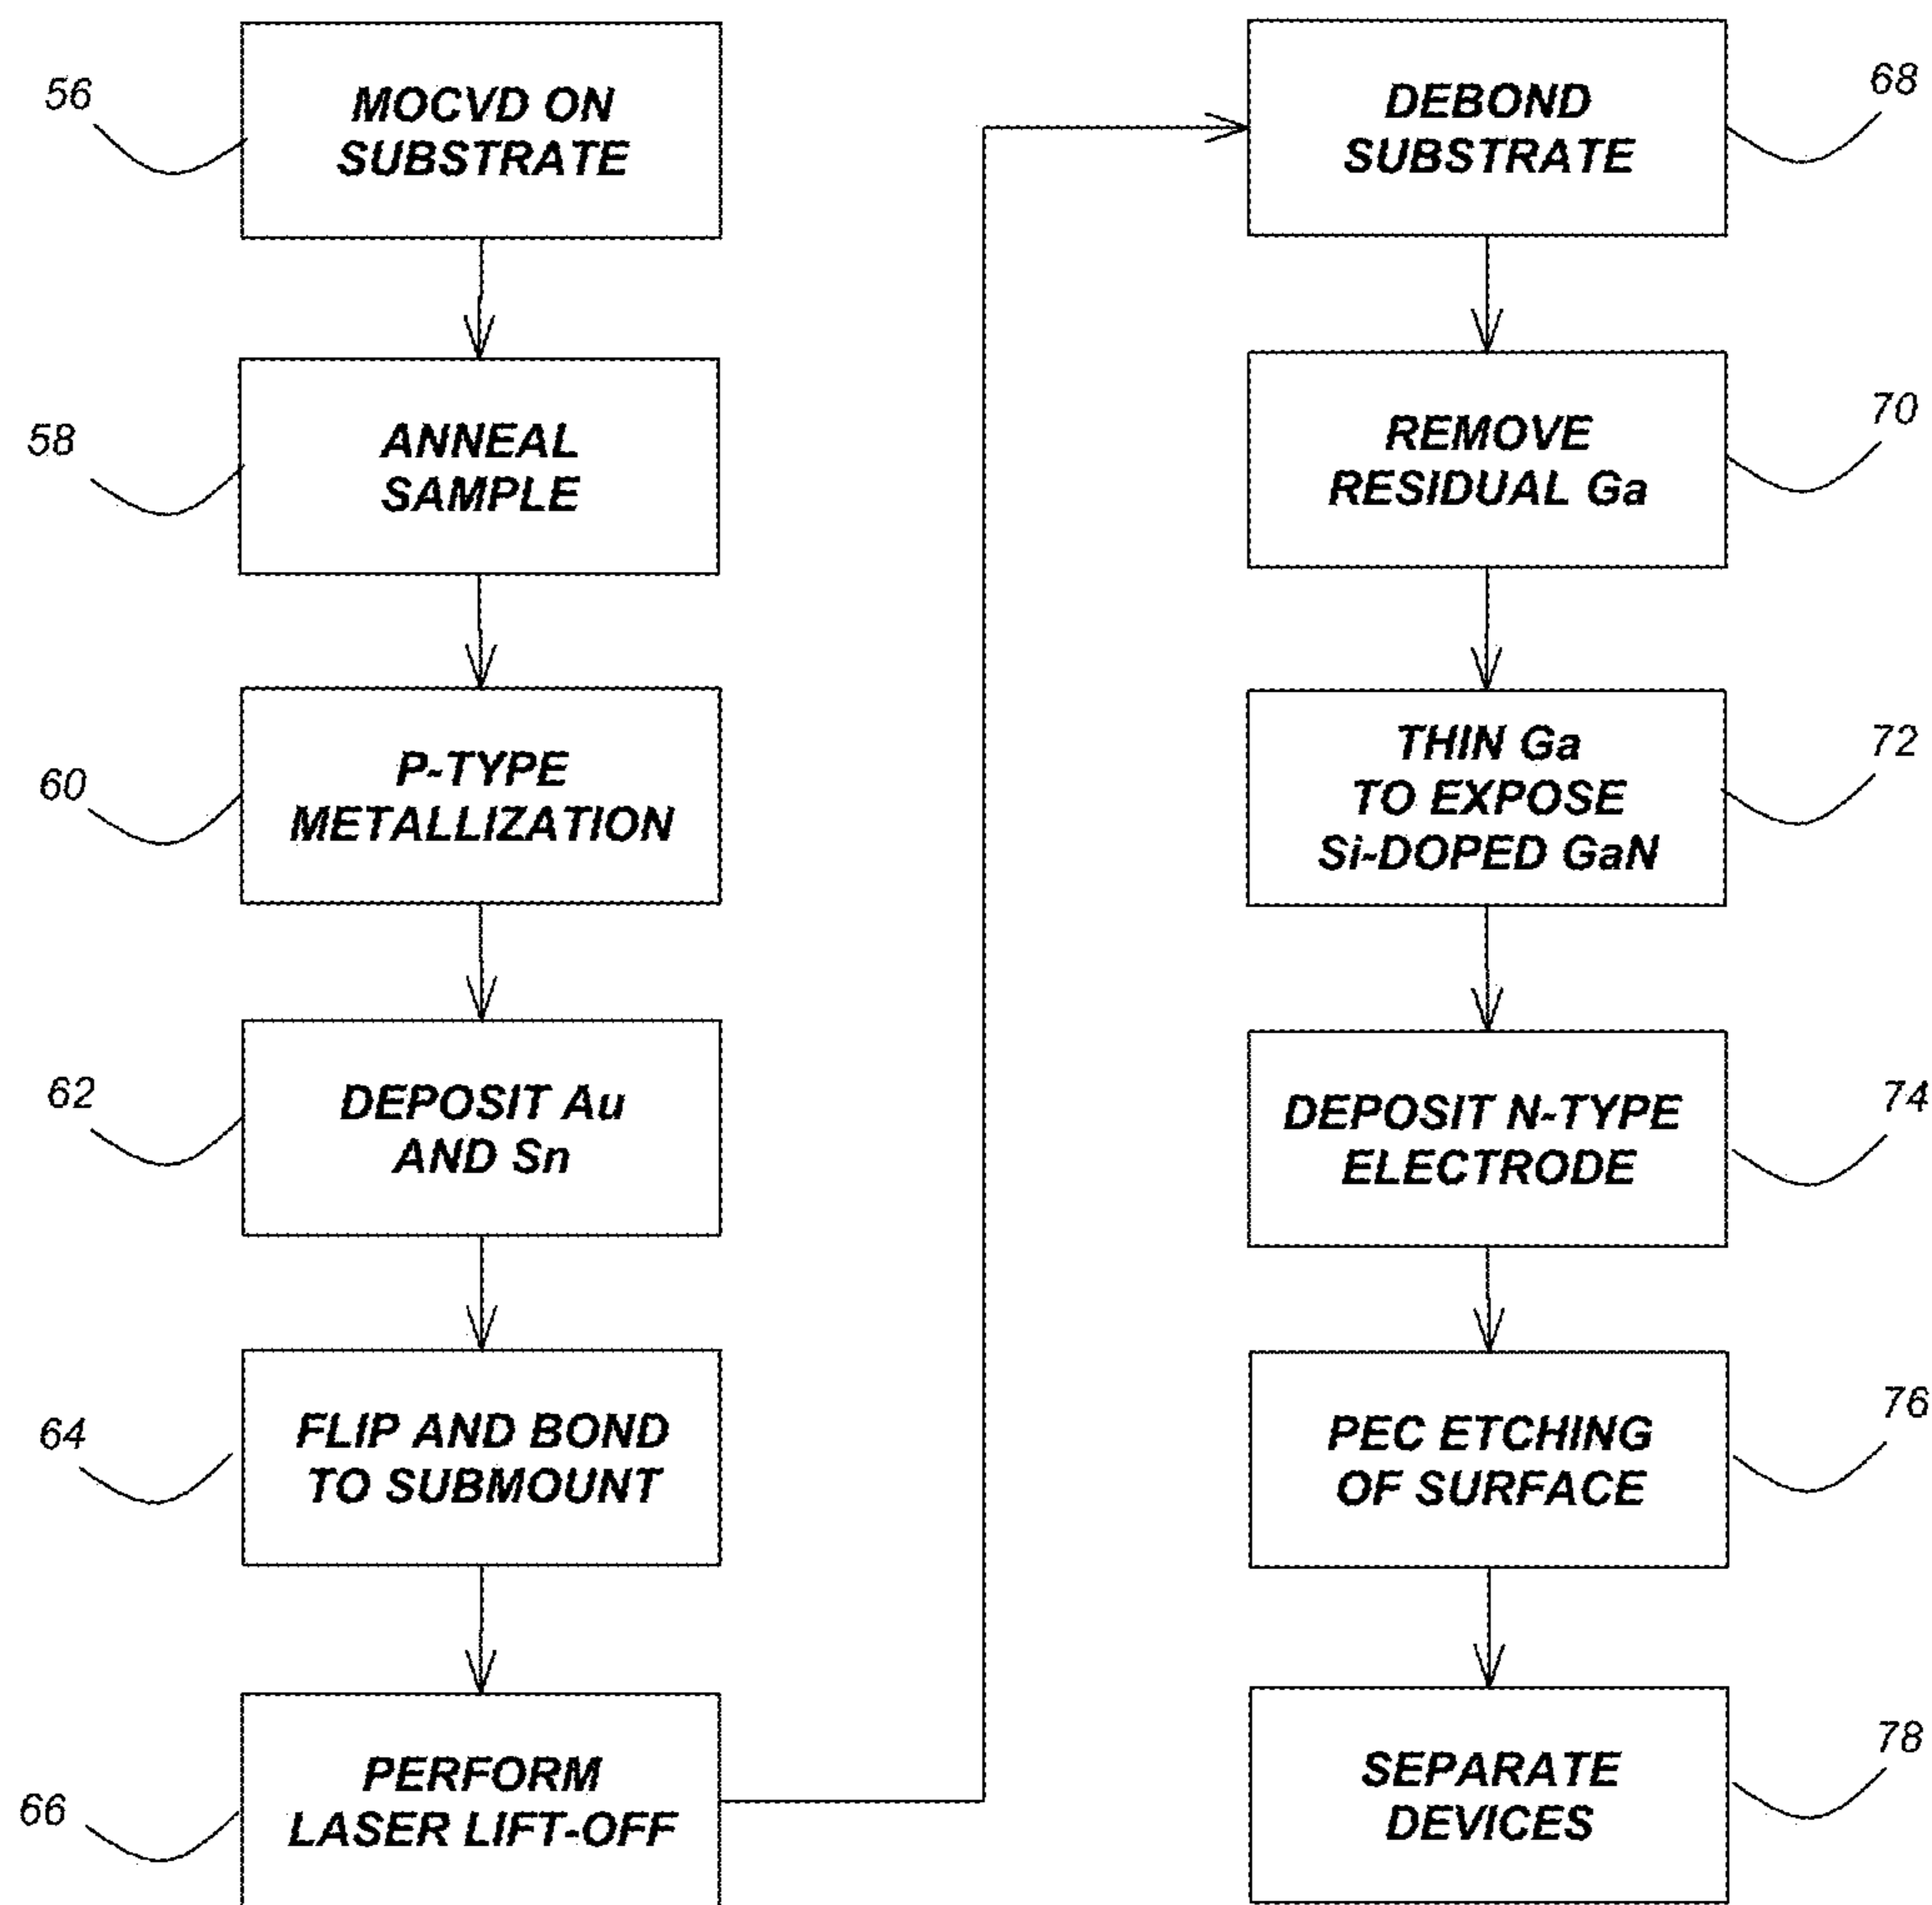 56
MOCVD ON
SUBSTRATE
58
ANNEAL
SAMPLE
60
P-TYPE
METALLIZATION
62
DEPOSIT Au
AND Sn
64
FLIP AND BOND
TO SUBMOUNT
66
PERFORM
LASER LIFT-OFF
DEBOND
SUBSTRATE
68
REMOVE
RESIDUAL Ga
70
THIN Ga
TO EXPOSE
Si-DOPED GaN
72
DEPOSIT N-TYPE
ELECTRODE
74
PEC ETCHING
OF SURFACE
76
SEPARATE
DEVICES
78